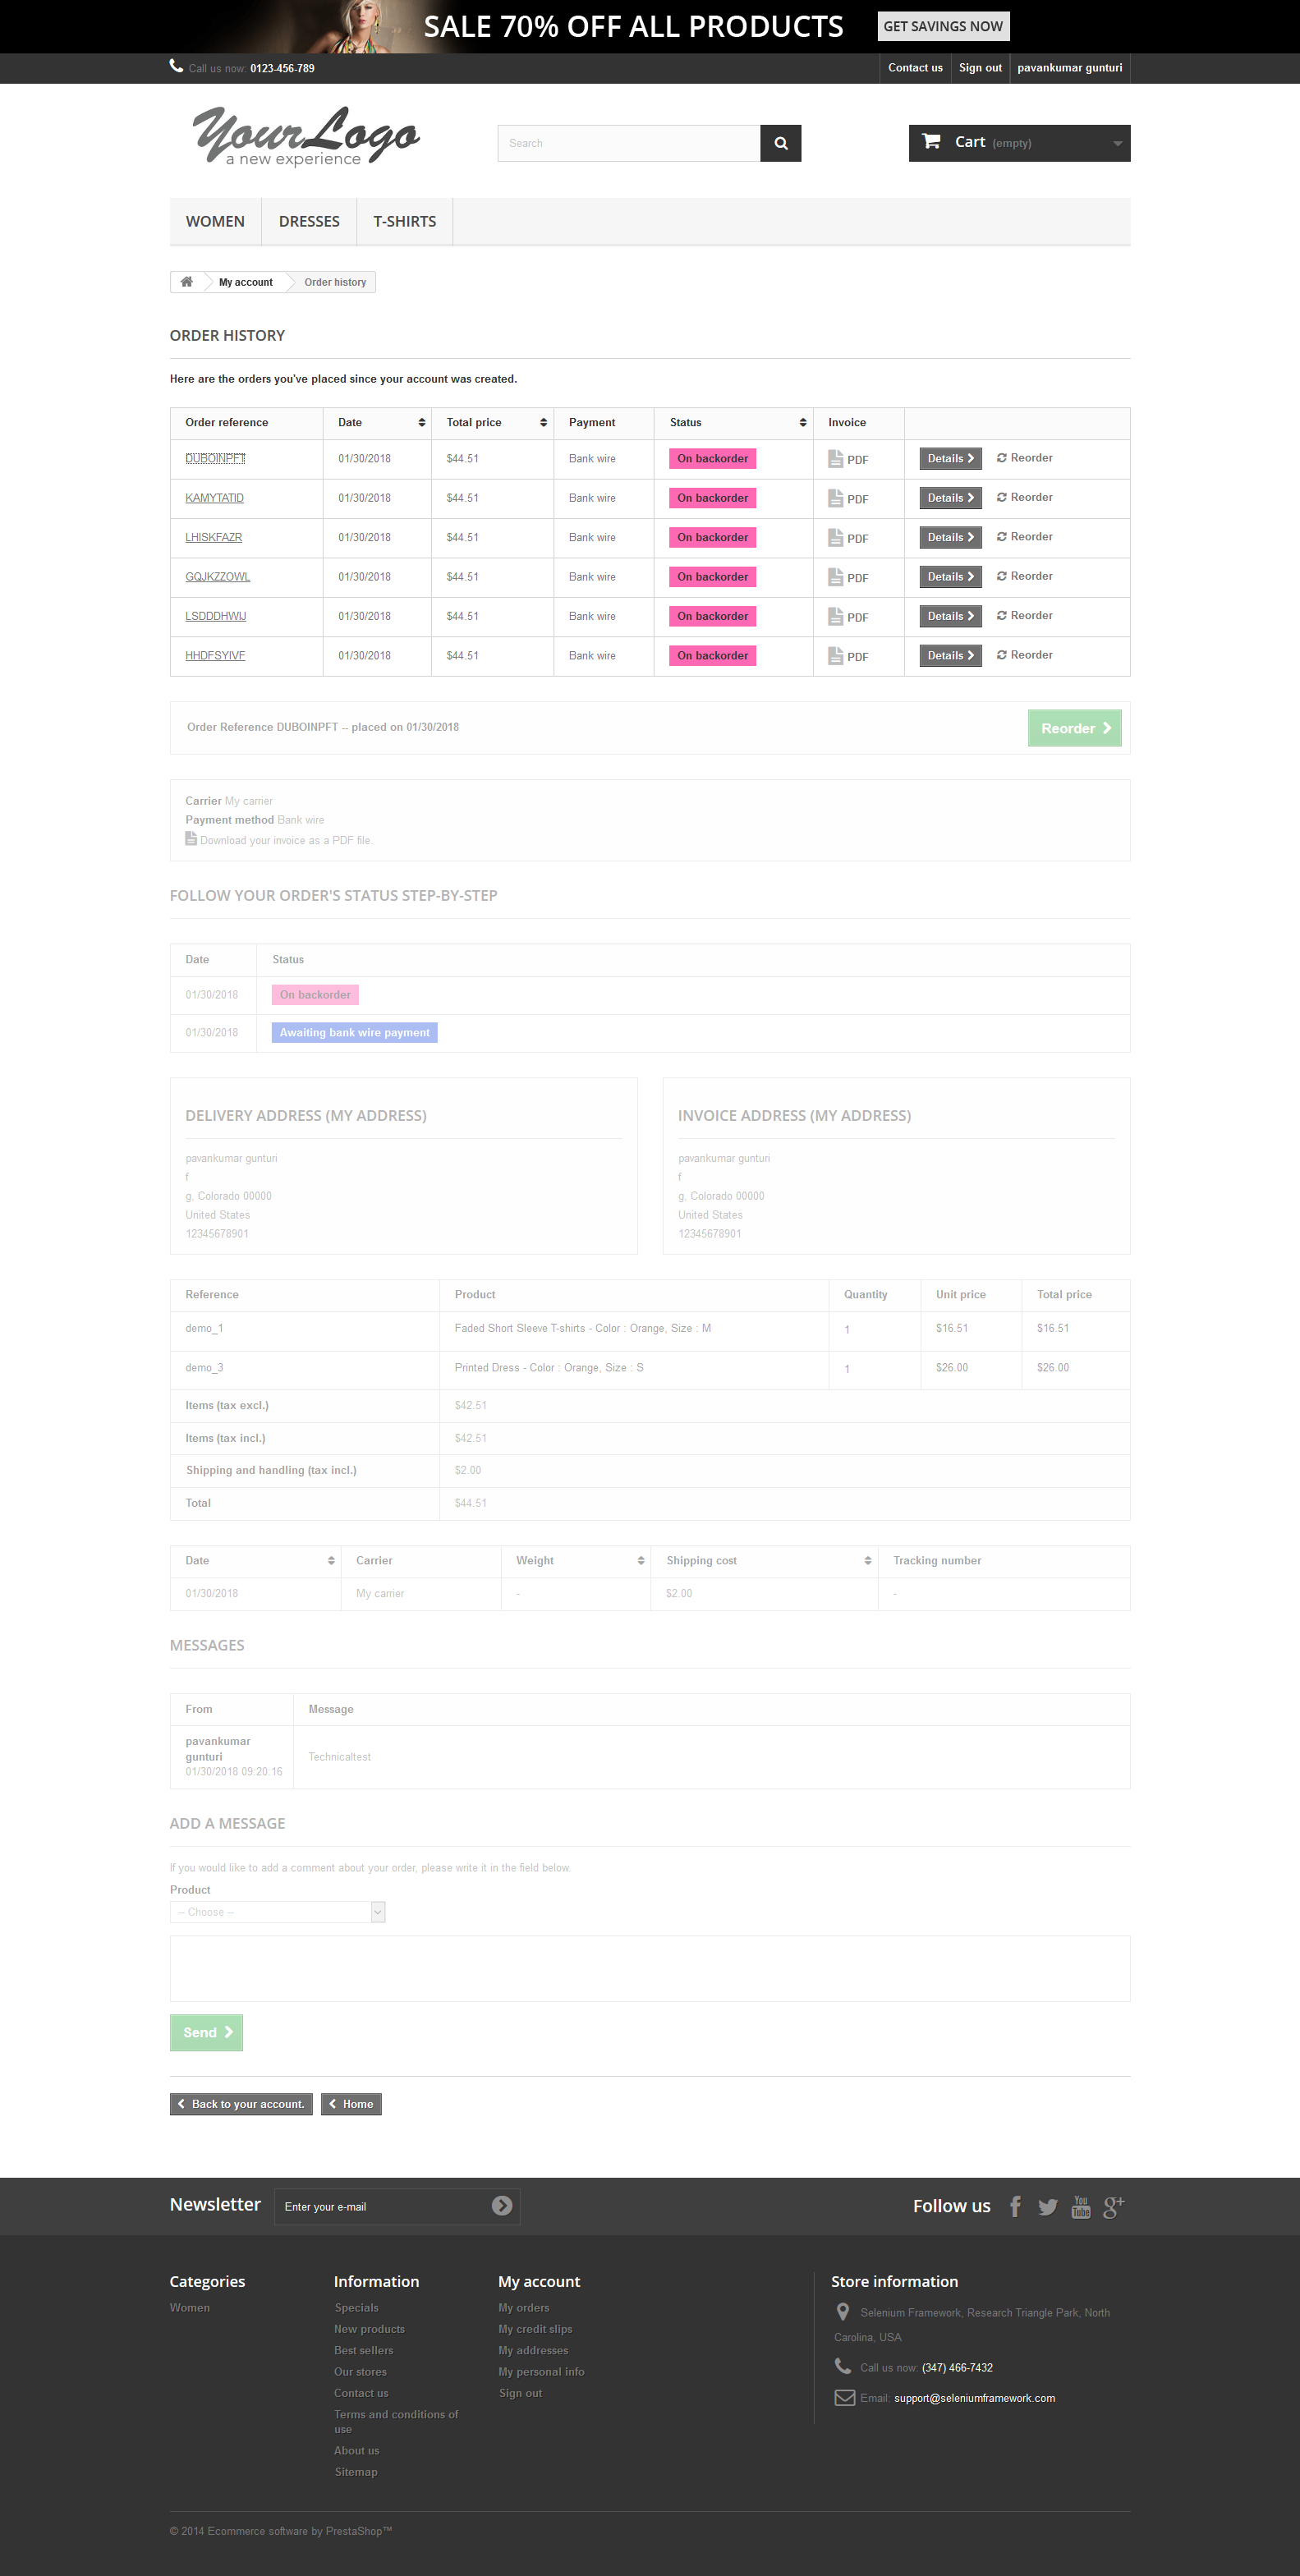 SALE 70% OFF ALL PRODUCTS GET SAVINGS NOW
Call us now: 0123-456-789 Contact us Sign out pavankumar gunturi
YourLogo
a new experience
Search
Cart (empty)
WOMEN DRESSES T-SHIRTS
My account Order history
ORDER HISTORY
Here are the orders you've placed since your account was created.
Order reference Date Total price Payment Status Invoice
DUBOINPFT 01/30/2018 $44.51 Bank wire On backorder PDF Details Reorder
KAMYTATID 01/30/2018 $44.51 Bank wire On backorder PDF Details Reorder
LHISKFAZR 01/30/2018 $44.51 Bank wire On backorder PDF Details Reorder
GQJKZZOWL 01/30/2018 $44.51 Bank wire On backorder PDF Details Reorder
LSDDDHWIJ 01/30/2018 $44.51 Bank wire On backorder PDF Details Reorder
HHDFSYIVF 01/30/2018 $44.51 Bank wire On backorder PDF Details Reorder
Order Reference DUBOINPFT -- placed on 01/30/2018 Reorder
Carrier My carrier
Payment method Bank wire
Download your invoice as a PDF file.
FOLLOW YOUR ORDER'S STATUS STEP-BY-STEP
Date Status
01/30/2018 On backorder
01/30/2018 Awaiting bank wire payment
DELIVERY ADDRESS (MY ADDRESS)
pavankumar gunturi
f
g, Colorado 00000
United States
12345678901
INVOICE ADDRESS (MY ADDRESS)
pavankumar gunturi
f
g, Colorado 00000
United States
12345678901
Reference Product Quantity Unit price Total price
demo_1 Faded Short Sleeve T-shirts - Color : Orange, Size : M 1 $16.51 $16.51
demo_3 Printed Dress - Color : Orange, Size : S 1 $26.00 $26.00
Items (tax excl.) $42.51
Items (tax incl.) $42.51
Shipping and handling (tax incl.) $2.00
Total $44.51
Date Carrier Weight Shipping cost Tracking number
01/30/2018 My carrier - $2.00 -
MESSAGES
From Message
pavankumar
gunturi
01/30/2018 09:20:16
Technicaltest
ADD A MESSAGE
If you would like to add a comment about your order, please write it in the field below.
Product
-- Choose --
Send
Back to your account. Home
Newsletter Enter your e-mail Follow us You Tube g+
Categories
Women
Information
Specials
New products
Best sellers
Our stores
Contact us
Terms and conditions of
use
About us
Sitemap
My account
My orders
My credit slips
My addresses
My personal info
Sign out
Store information
Selenium Framework, Research Triangle Park, North
Carolina, USA
Call us now: (347) 466-7432
Email: support@seleniumframework.com
© 2014 Ecommerce software by PrestaShop™